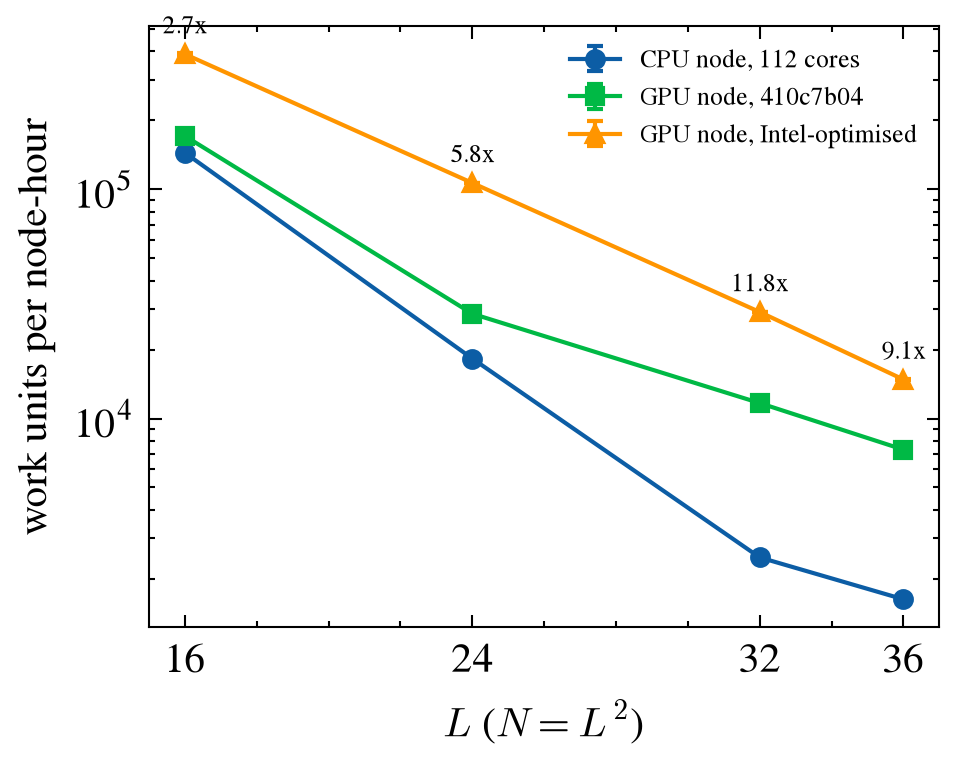 2.7x
CPU node, 112 cores
GPU node, 410c7b04
GPU node, Intel-optimised
5.8x
11.8x
9.1x
10^5
10^4
work units per node-hour
16 24 32 36
L (N = L^2)